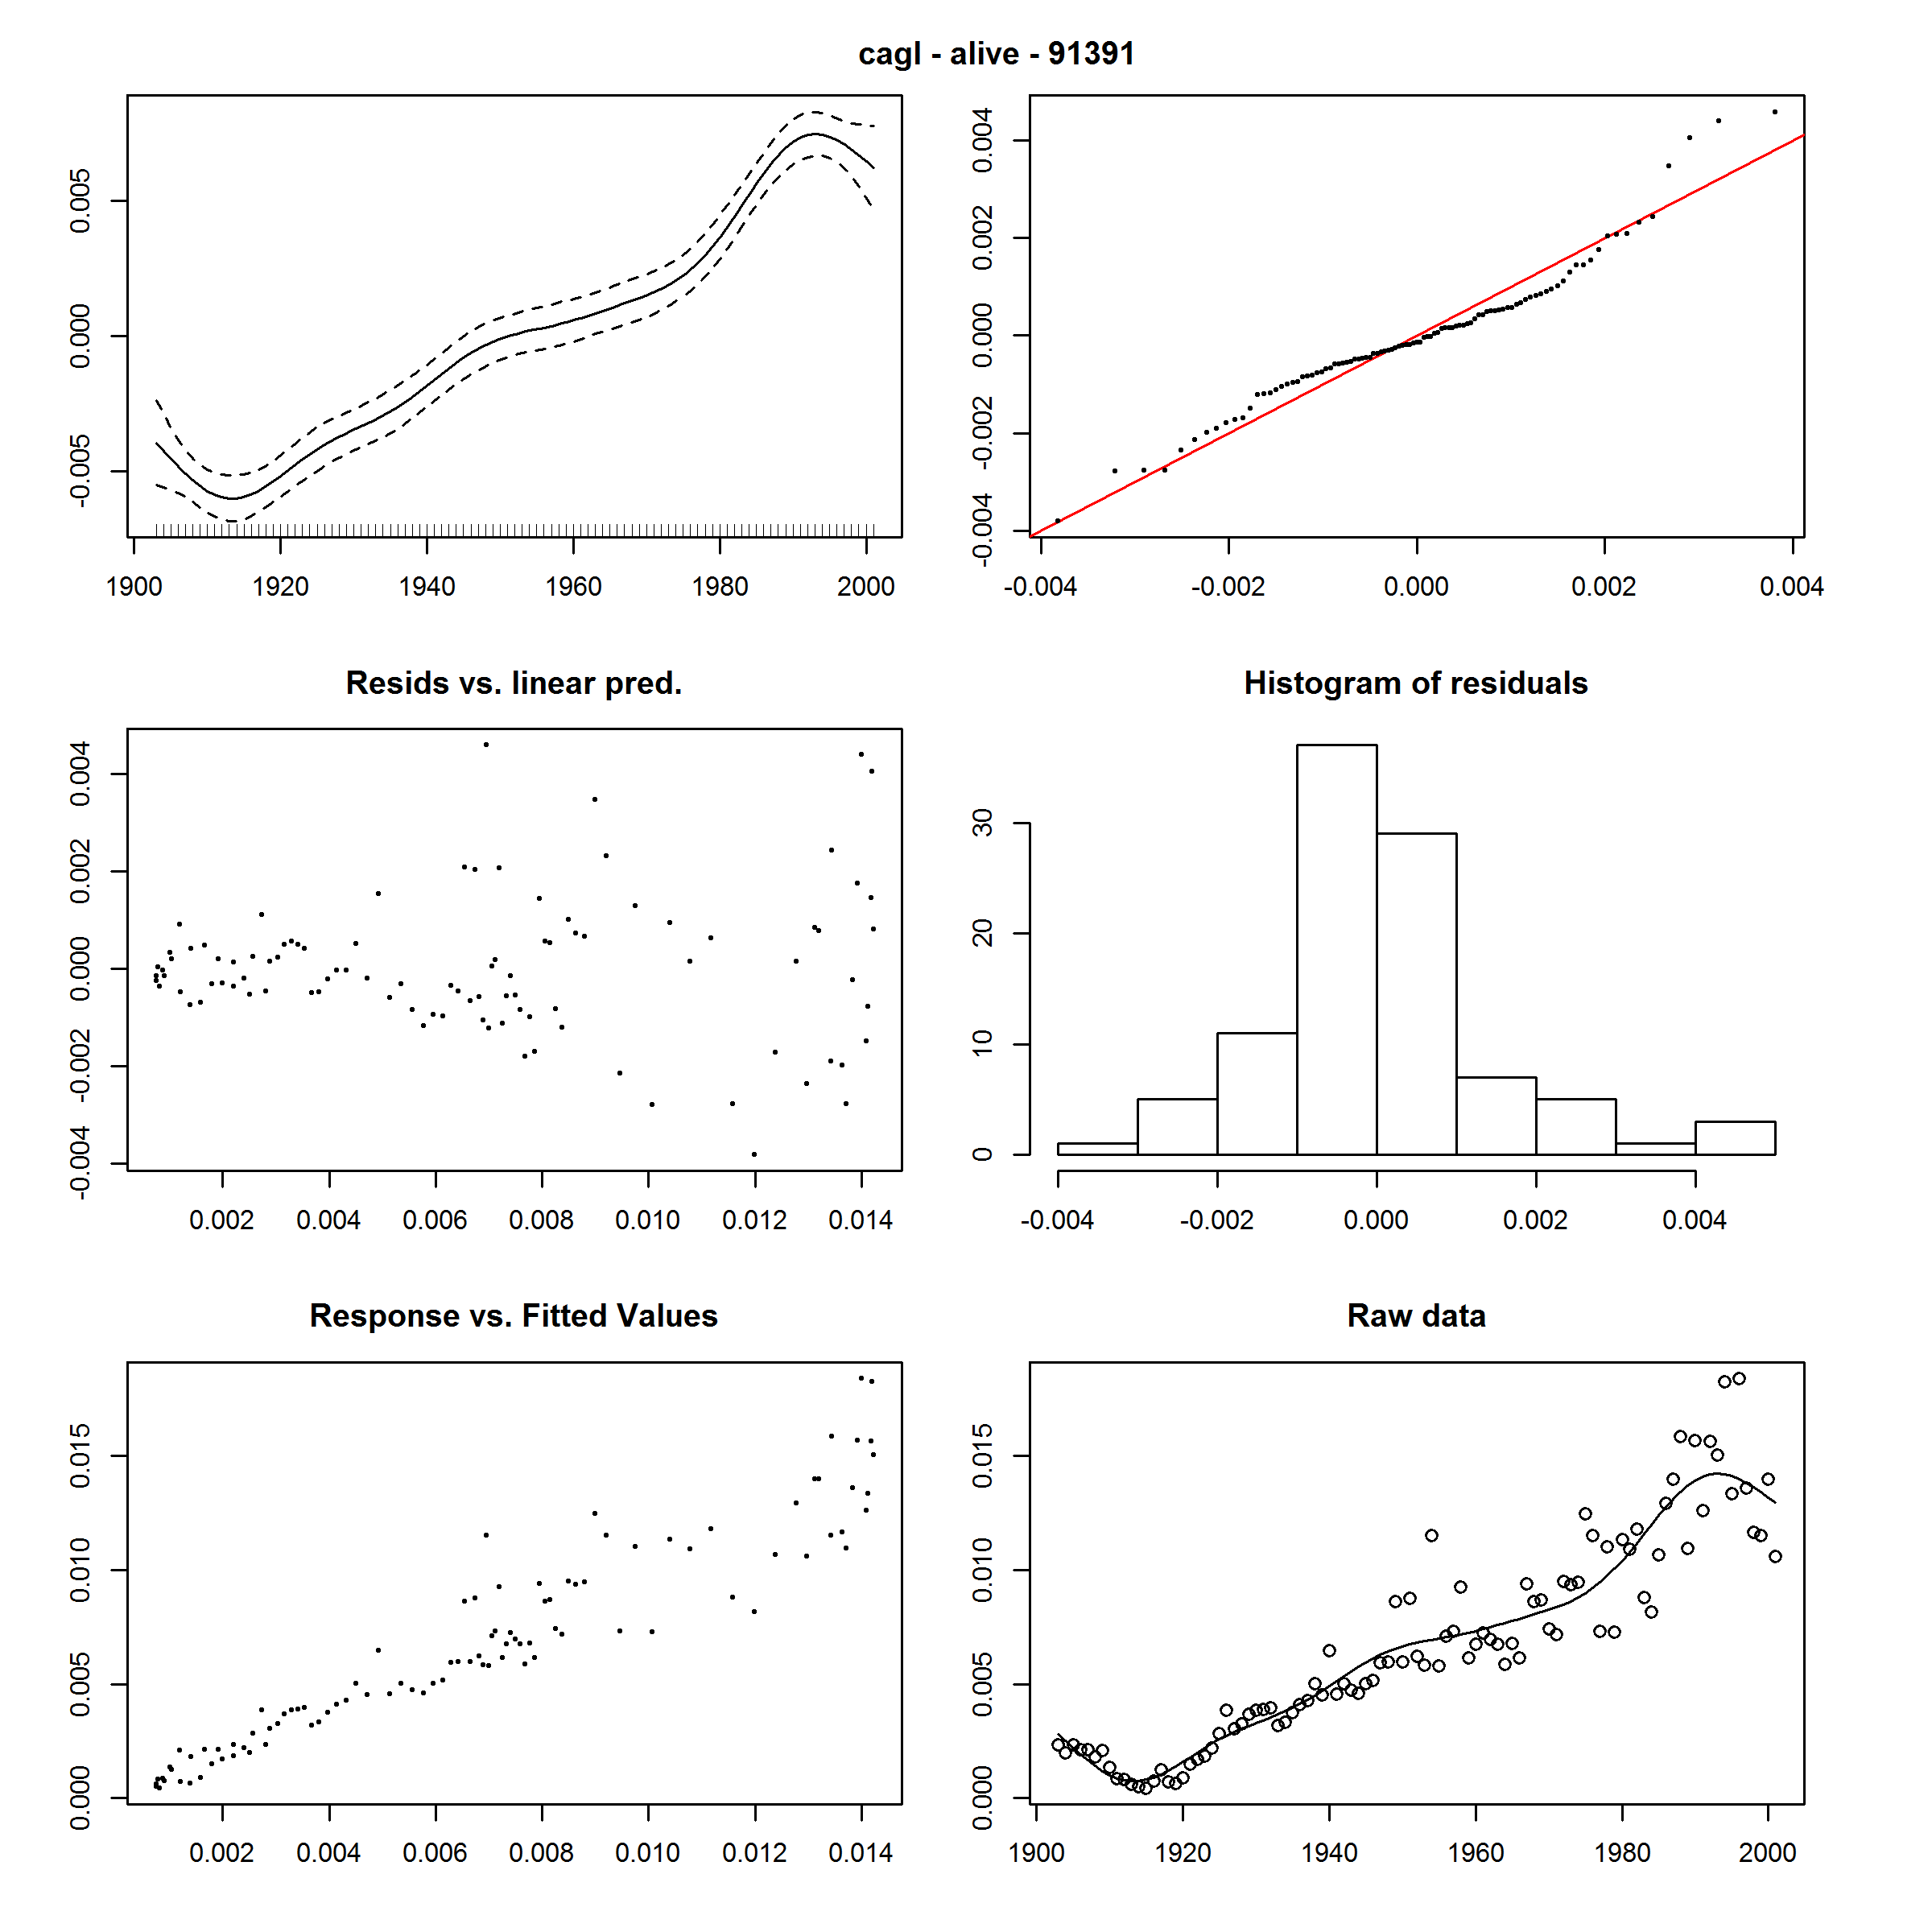 cagl - alive - 91391
0.005
0.000
-0.005
1900 1920 1940 1960 1980 2000
0.004
0.002
0.000
-0.002
-0.004
-0.004 -0.002 0.000 0.002 0.004
Resids vs. linear pred.
0.004
0.002
0.000
-0.002
-0.004
0.002 0.004 0.006 0.008 0.010 0.012 0.014
Histogram of residuals
30
20
10
0
-0.004 -0.002 0.000 0.002 0.004
Response vs. Fitted Values
0.015
0.010
0.005
0.000
0.002 0.004 0.006 0.008 0.010 0.012 0.014
Raw data
0.015
0.010
0.005
0.000
1900 1920 1940 1960 1980 2000